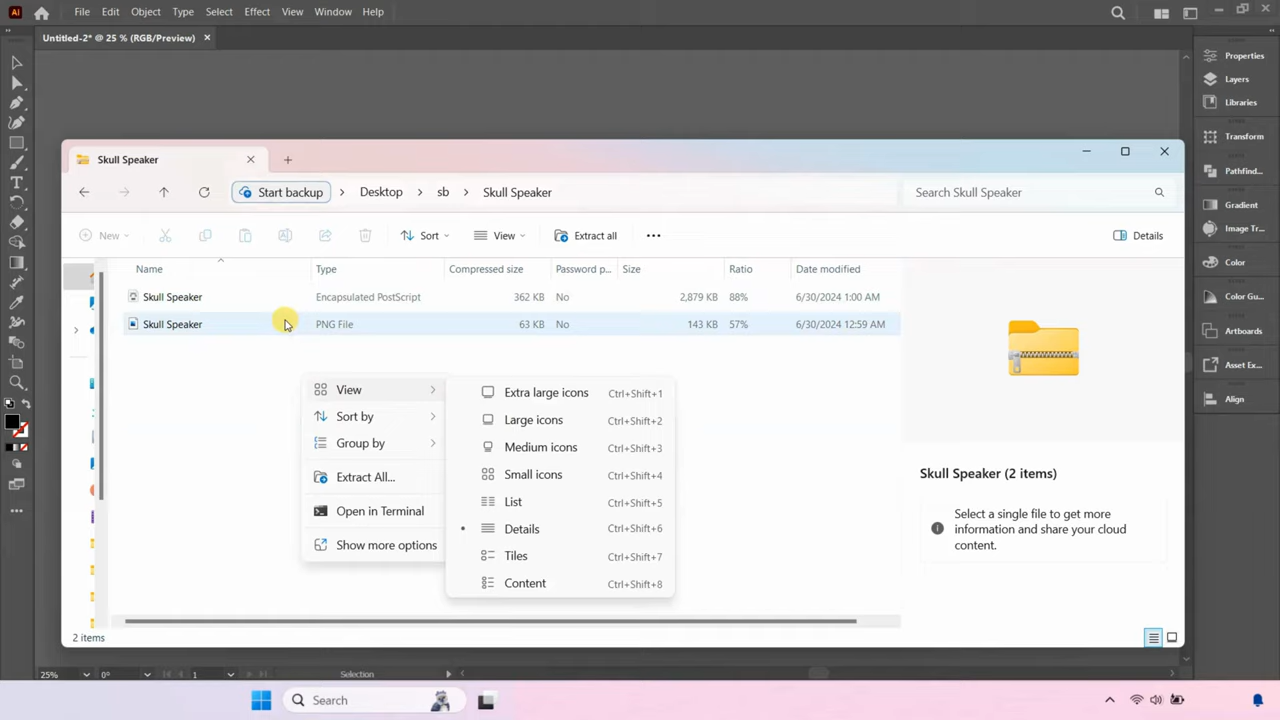 Ai File Edit Object Type Select Effect View Window Help
Untitled-2* @ 25 % (RGB/Preview)
Properties
Layers
Libraries
Transform
Pathfind...
Gradient
Image Tr...
Color
Color Gu...
Artboards
Asset Ex...
Align
Skull Speaker
Start backup Desktop sb Skull Speaker
Search Skull Speaker
New Sort View Extract all Details
Name Type Compressed size Password p... Size Ratio Date modified
Skull Speaker Encapsulated PostScript 362 KB No 2,879 KB 88% 6/30/2024 1:00 AM
Skull Speaker PNG File 63 KB No 143 KB 57% 6/30/2024 12:59 AM
View
Sort by
Group by
Extract All...
Open in Terminal
Show more options
Extra large icons Ctrl+Shift+1
Large icons Ctrl+Shift+2
Medium icons Ctrl+Shift+3
Small icons Ctrl+Shift+4
List Ctrl+Shift+5
Details Ctrl+Shift+6
Tiles Ctrl+Shift+7
Content Ctrl+Shift+8
Skull Speaker (2 items)
Select a single file to get more
information and share your cloud
content.
2 items
25% 0° 1 Selection
Search